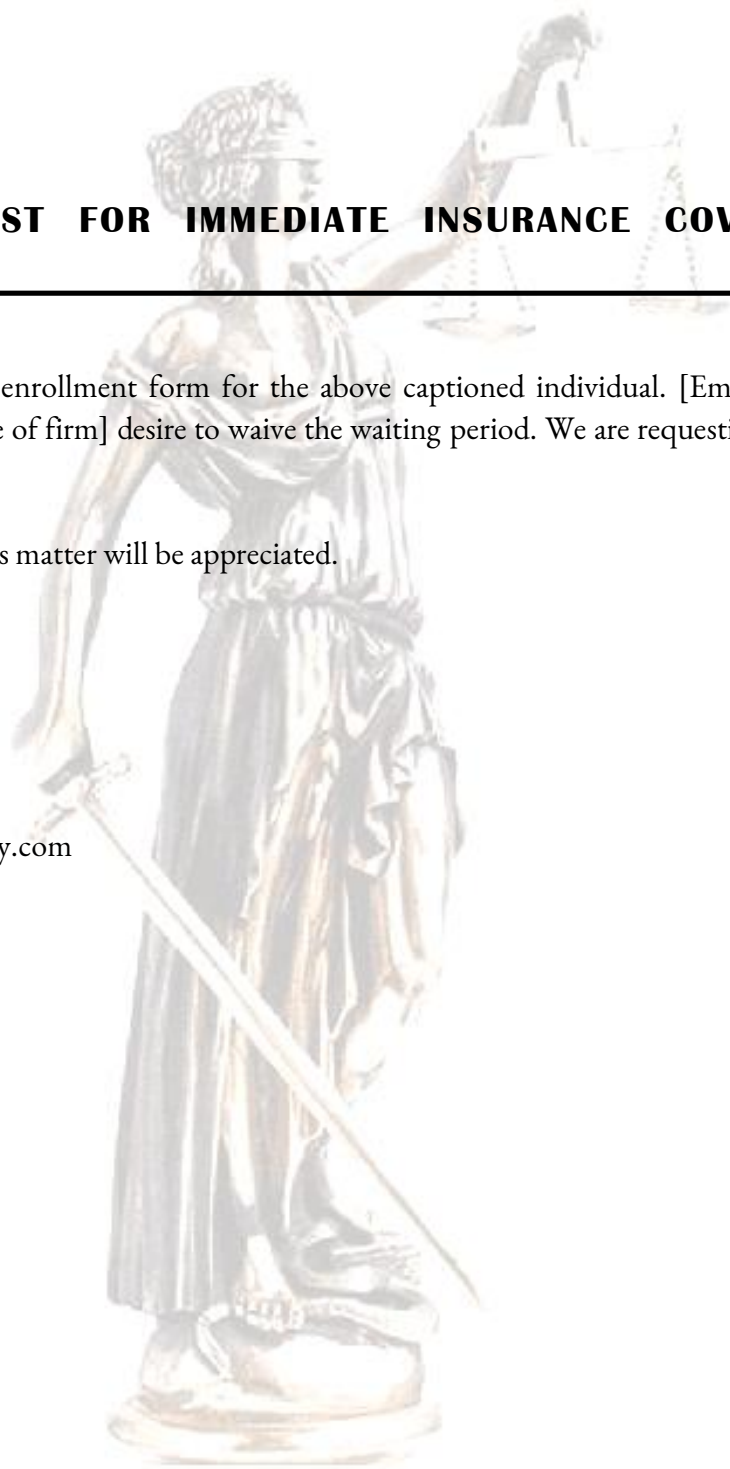 ST FOR IMMEDIATE INSURANCE COV
enrollment form for the above captioned individual. [Em
e of firm] desire to waive the waiting period. We are requesti
s matter will be appreciated.
y.com